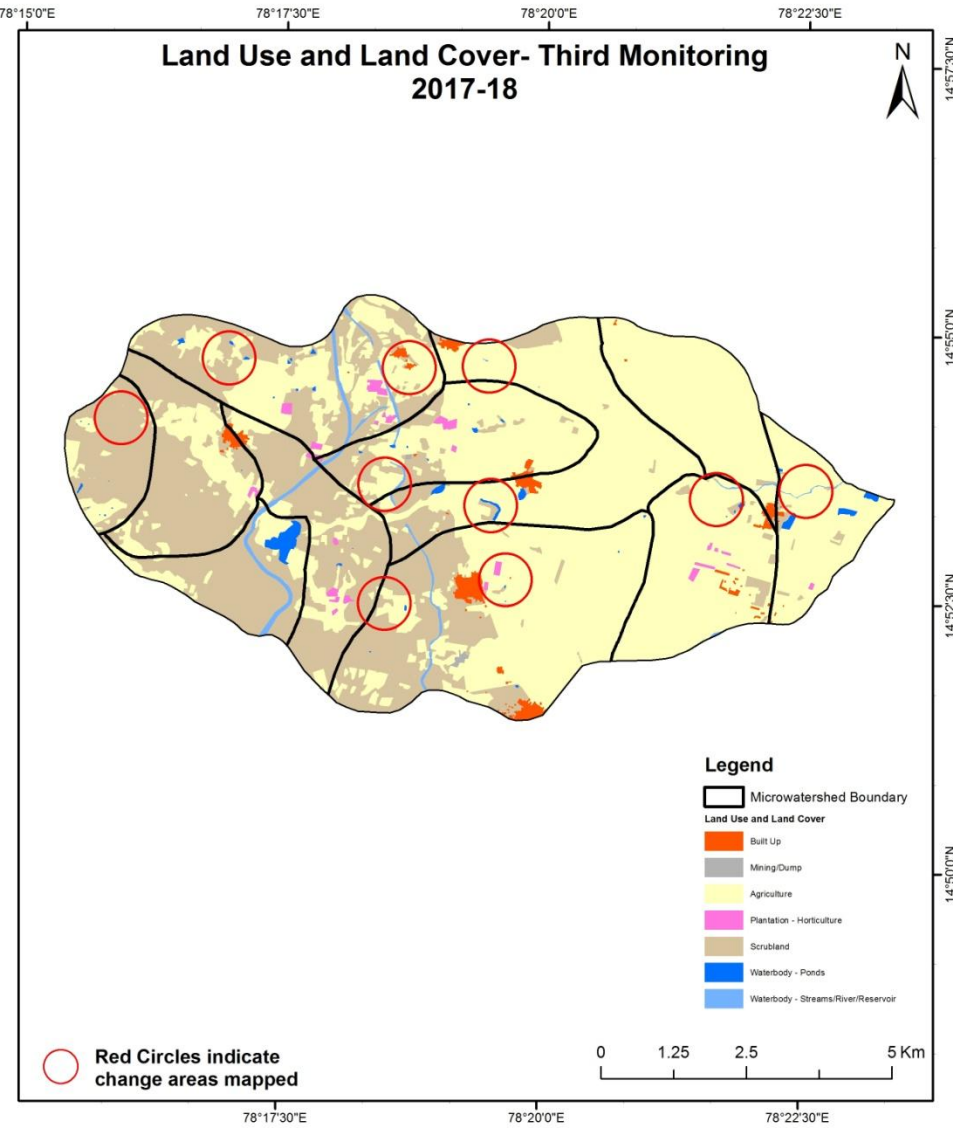 78°15'0"E 78°17'30"E 78°20'0"E 78°22'30"E
Land Use and Land Cover- Third Monitoring
2017-18
N
14°57'30"N
14°55'0"N
14°52'30"N
14°50'0"N
Legend
Microwatershed Boundary
Land Use and Land Cover
Built Up
Mining/Dump
Agriculture
Plantation - Horticulture
Scrubland
Waterbody - Ponds
Waterbody - Streams/River/Reservoir
Red Circles indicate
change areas mapped
0 1.25 2.5 5 Km
78°17'30"E 78°20'0"E 78°22'30"E